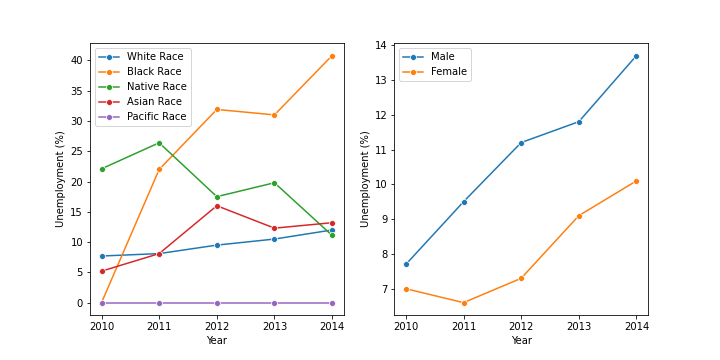 White Race
Black Race
Native Race
Asian Race
Pacific Race
Unemployment (%)
40
35
30
25
20
15
10
5
0
2010 2011 2012 2013 2014
Year
Male
Female
Unemployment (%)
14
13
12
11
10
9
8
7
2010 2011 2012 2013 2014
Year